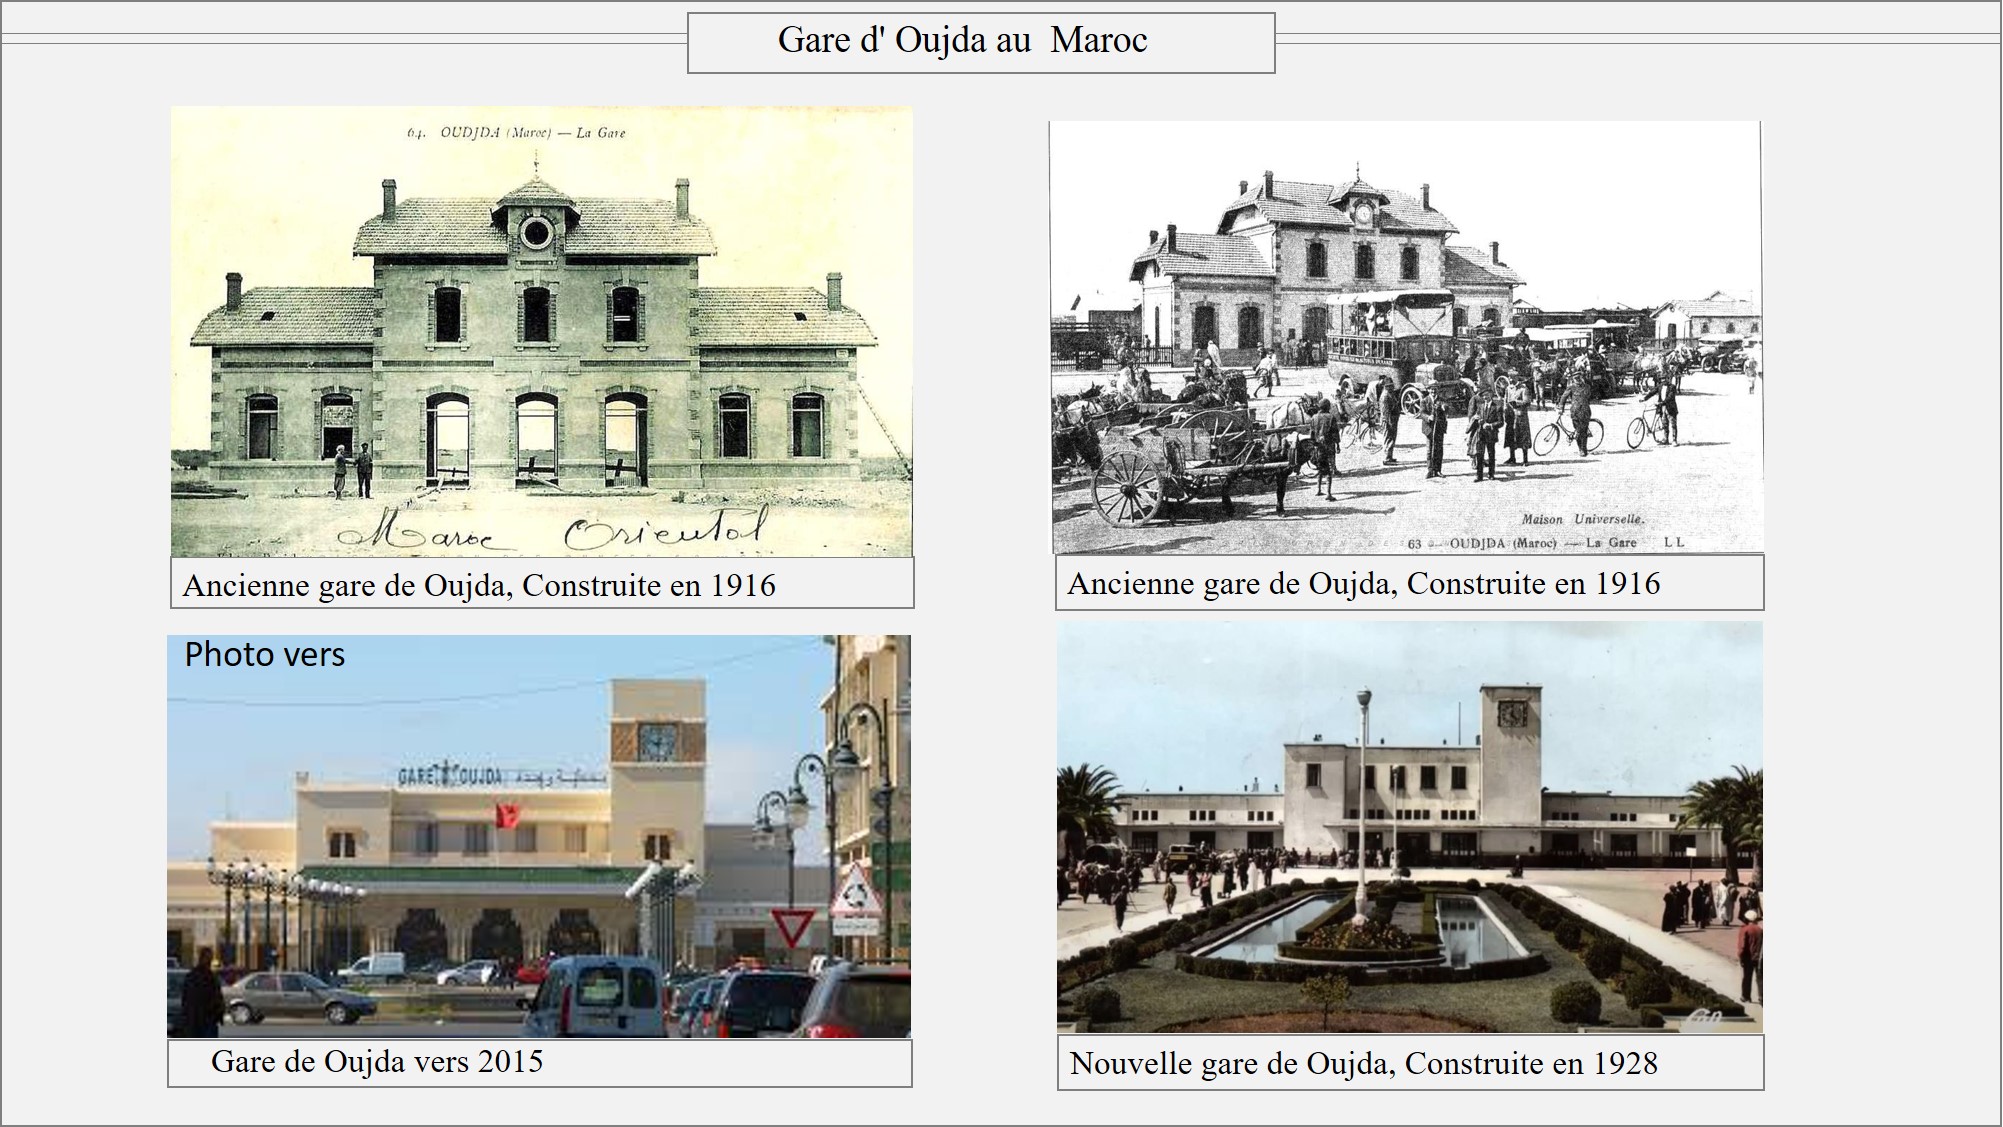 Gare d' Oujda au  Maroc
64. OUDJDA (Maroc) — La Gare
Maroc Oriental
Ancienne gare de Oujda, Construite en 1916
Maison Universelle.
63 — OUDJDA (Maroc) — La Gare LL
Ancienne gare de Oujda, Construite en 1916
Photo vers
GARE OUJDA
Gare de Oujda vers 2015
Nouvelle gare de Oujda, Construite en 1928